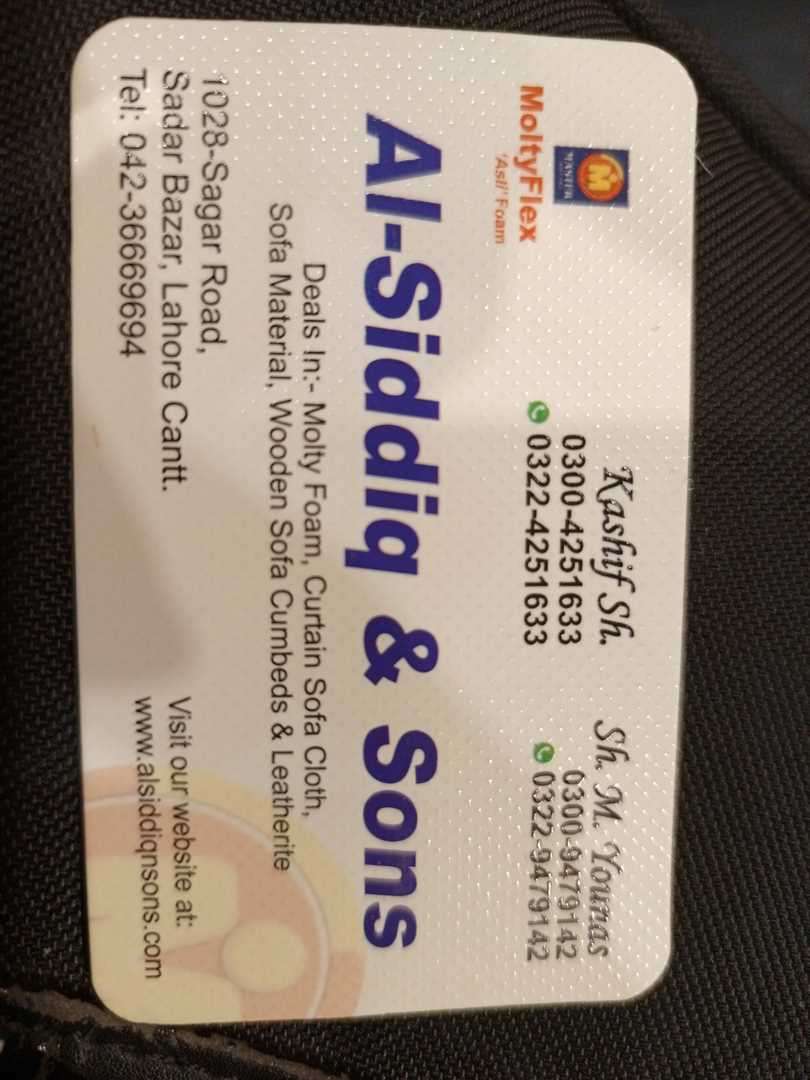 MASTER
MoltyFlex
'Asli' Foam
Kashif Sh.
0300-4251633
0322-4251633
Sh. M. Younas
0300-9479142
0322-9479142
Al-Siddiq & Sons
Deals In:- Molty Foam, Curtain Sofa Cloth,
Sofa Material, Wooden Sofa Cumbeds & Leatherite
1028-Sagar Road,
Sadar Bazar, Lahore Cantt.
Tel: 042-36669694
Visit our website at:
www.alsiddiqnsons.com